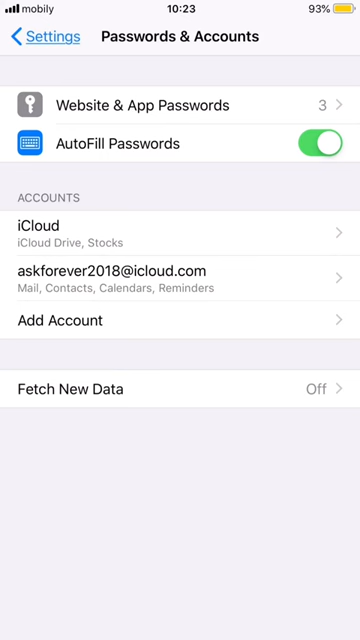 mobily 10:23 93%
Settings Passwords & Accounts
Website & App Passwords 3
AutoFill Passwords
ACCOUNTS
iCloud
iCloud Drive, Stocks
askforever2018@icloud.com
Mail, Contacts, Calendars, Reminders
Add Account
Fetch New Data Off